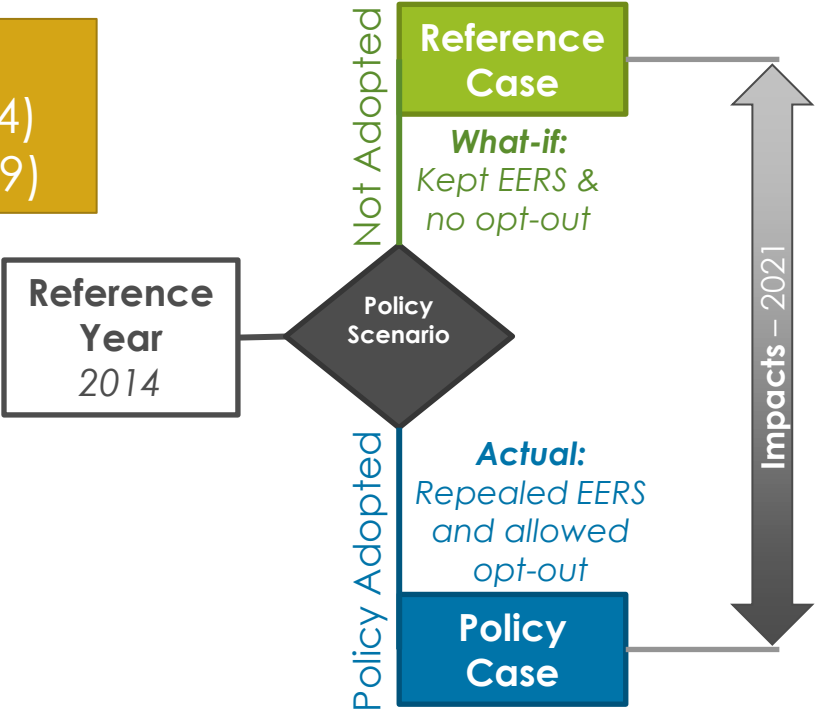 4)
9)
Not Adopted
Reference
Case
What-if:
Kept EERS &
no opt-out
Reference
Year
2014
Policy
Scenario
Impacts – 2021
Policy Adopted
Actual:
Repealed EERS
and allowed
opt-out
Policy
Case